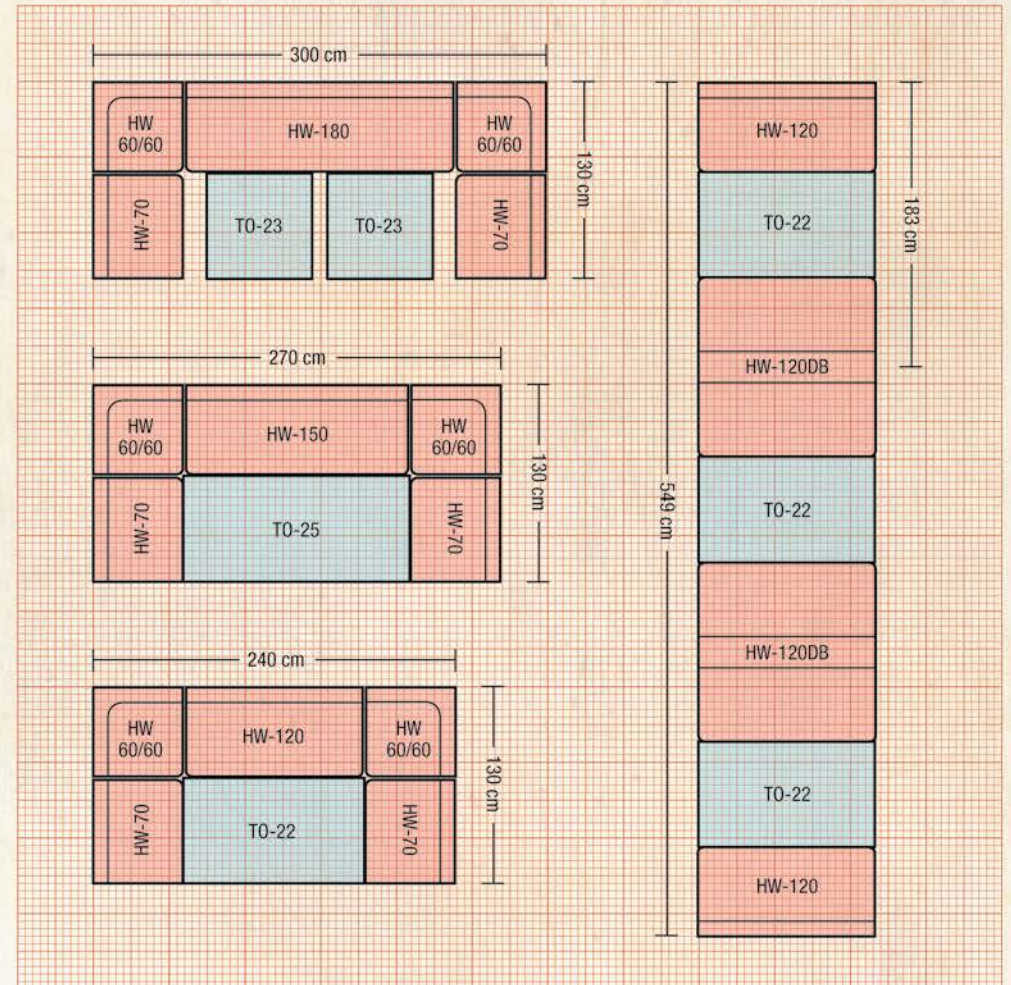 300 cm
HW
60/60
HW-180
HW
60/60
130 cm
HW-70
TO-23
TO-23
HW-70
270 cm
HW
60/60
HW-150
HW
60/60
130 cm
HW-70
TO-25
HW-70
240 cm
HW
60/60
HW-120
HW
60/60
130 cm
HW-70
TO-22
HW-70
HW-120
TO-22
183 cm
HW-120DB
549 cm
TO-22
HW-120DB
TO-22
HW-120